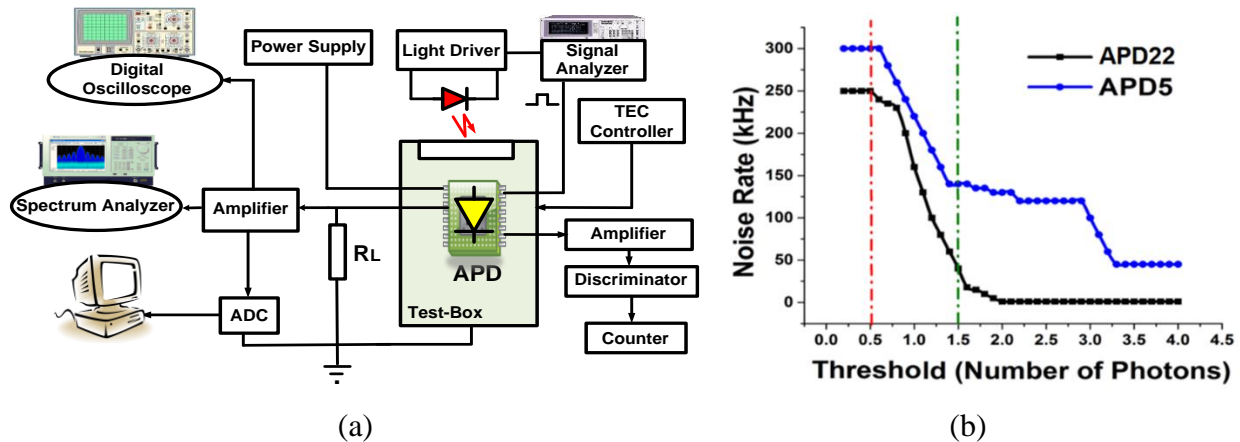 Digital
Oscilloscope
Power Supply
Light Driver
Signal
Analyzer
TEC
Controller
Spectrum Analyzer
Amplifier
RL
APD
Amplifier
Discriminator
ADC
Test-Box
Counter
(a)
Noise Rate (kHz)
300
250
200
150
100
50
0
APD22
APD5
0.0 0.5 1.0 1.5 2.0 2.5 3.0 3.5 4.0 4.5
Threshold (Number of Photons)
(b)